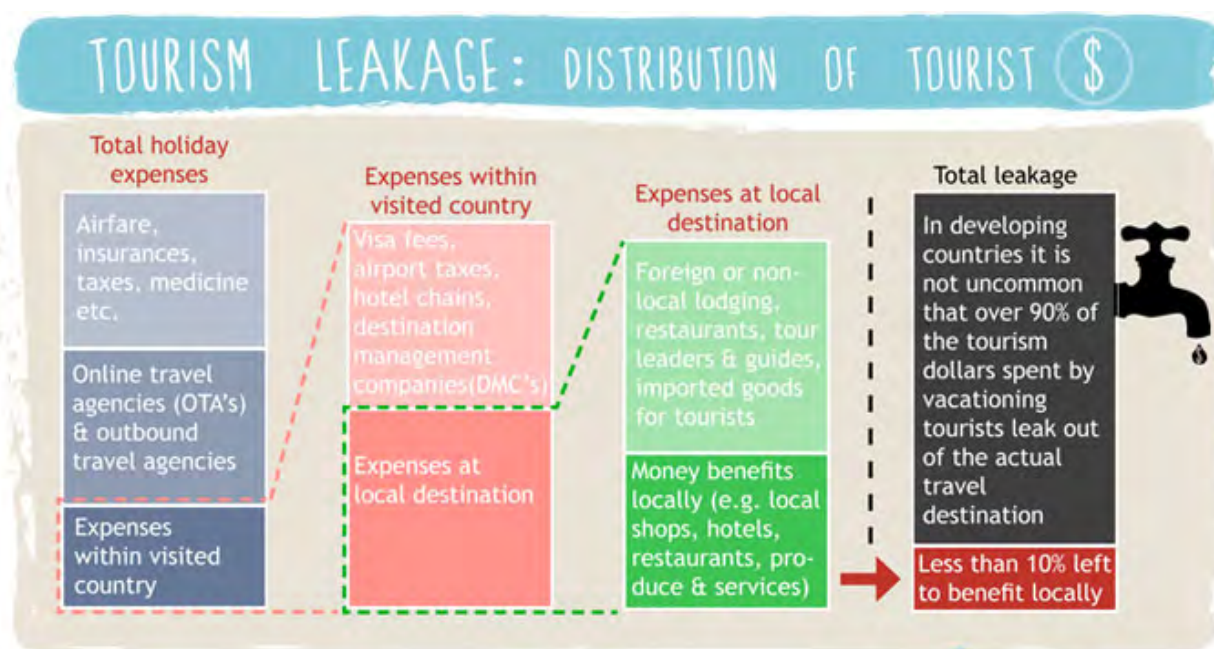 TOURISM LEAKAGE: DISTRIBUTION OF TOURIST $
Total holiday
expenses
Airfare,
insurances,
taxes, medicine
etc.
Online travel
agencies (OTA's)
& outbound
travel agencies
Expenses
within visited
country
Expenses within
visited country
Visa fees,
airport taxes,
hotel chains,
destination
management
companies(DMC's)
Expenses at
local destination
Expenses at local
destination
Foreign or non-
local lodging,
restaurants, tour
leaders & guides,
imported goods
for tourists
Money benefits
locally (e.g. local
shops, hotels,
restaurants, pro-
duce & services)
Total leakage
In developing
countries it is
not uncommon
that over 90% of
the tourism
dollars spent by
vacationing
tourists leak out
of the actual
travel
destination
Less than 10% left
to benefit locally
$